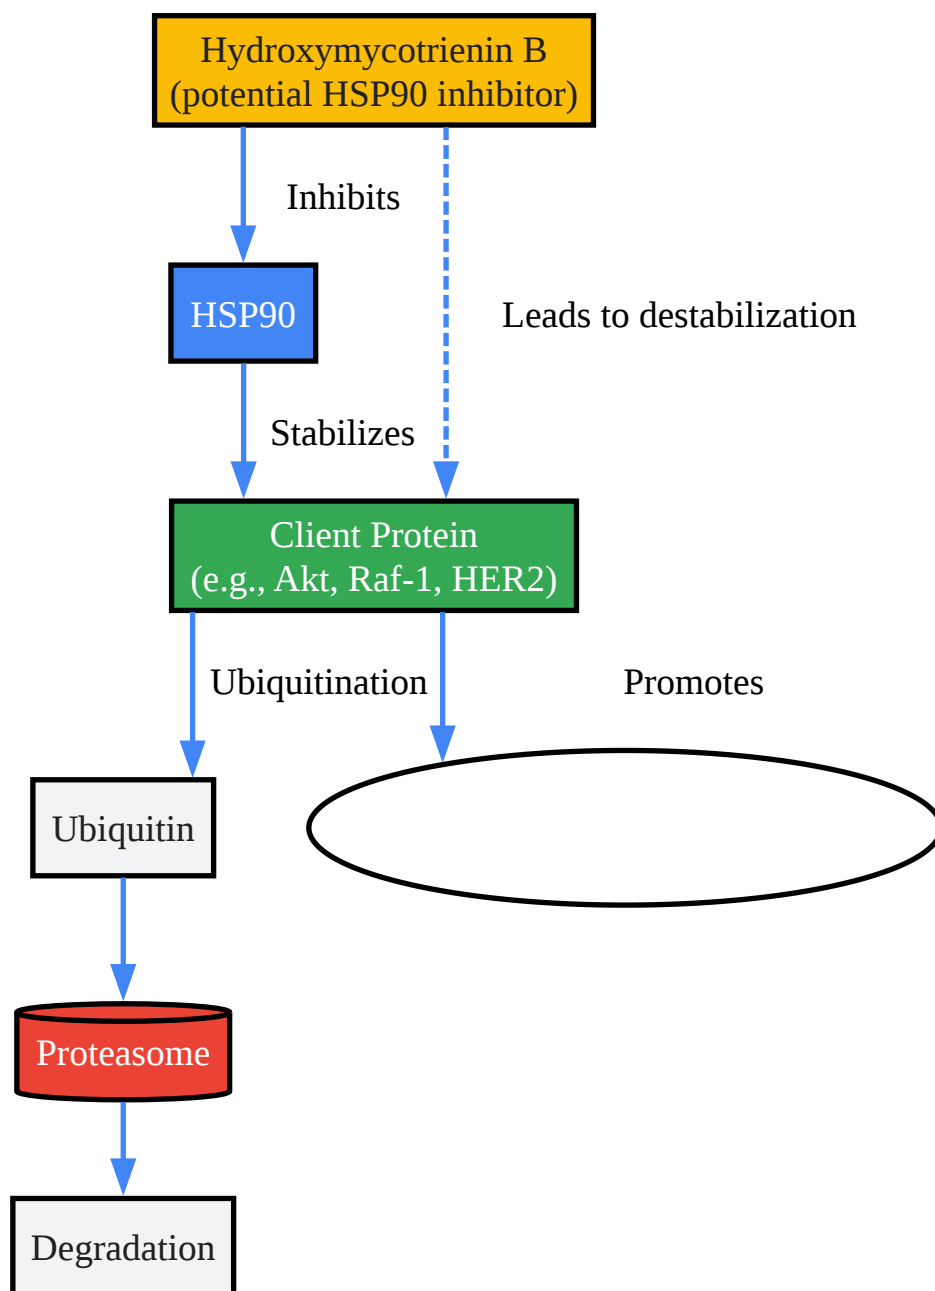 Hydroxymycotrienin B
(potential HSP90 inhibitor)
Inhibits
HSP90
Leads to destabilization
Stabilizes
Client Protein
(e.g., Akt, Raf-1, HER2)
Ubiquitination
Promotes
Ubiquitin
Proteasome
Degradation